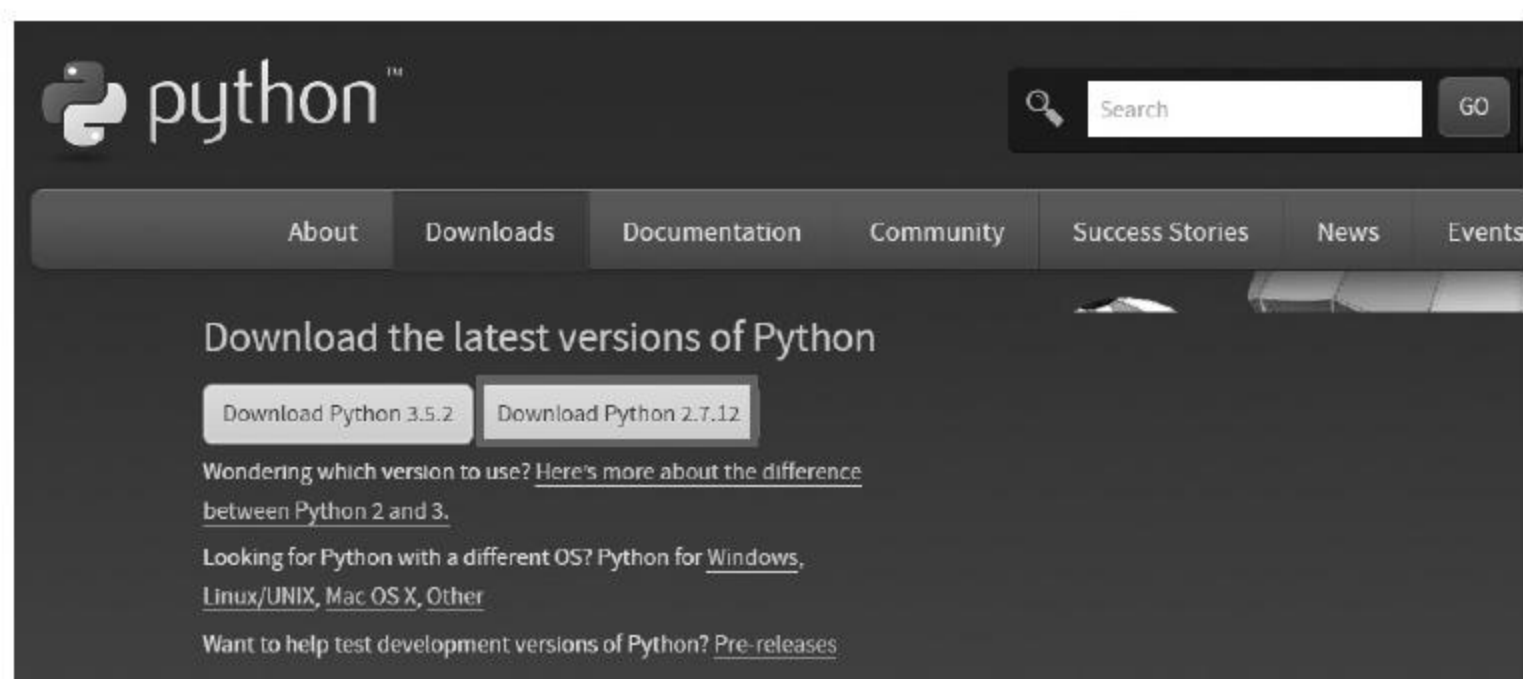 python™
Search
GO
About
Downloads
Documentation
Community
Success Stories
News
Events
Download the latest versions of Python
Download Python 3.5.2
Download Python 2.7.12
Wondering which version to use? Here's more about the difference
between Python 2 and 3.
Looking for Python with a different OS? Python for Windows,
Linux/UNIX, Mac OS X, Other
Want to help test development versions of Python? Pre-releases